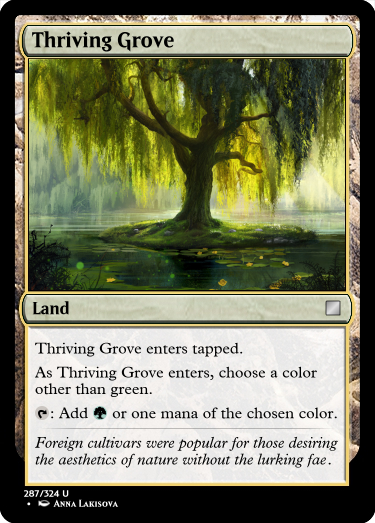 Thriving Grove
Land
Thriving Grove enters tapped.
As Thriving Grove enters, choose a color
other than green.
: Add or one mana of the chosen color.
Foreign cultivars were popular for those desiring
the aesthetics of nature without the lurking fae.
287/324 U
• Anna Lakisova